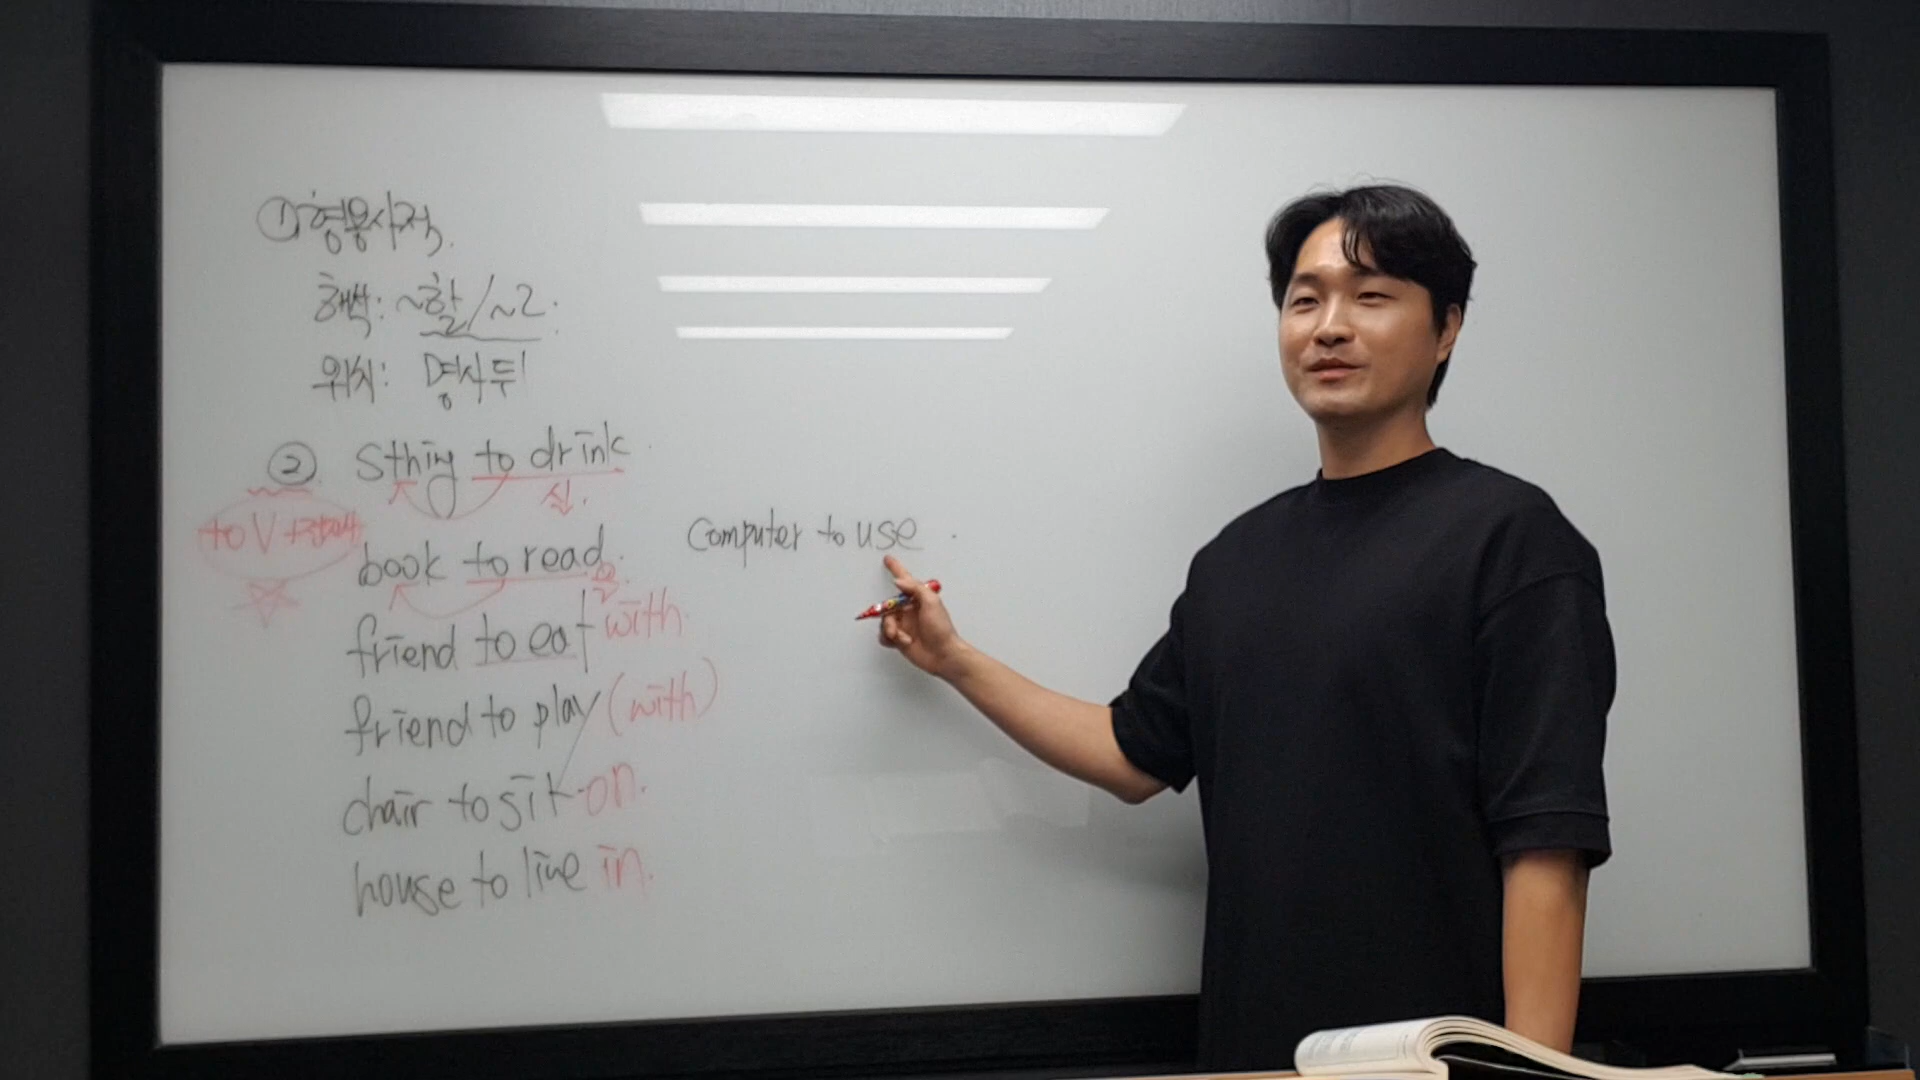 ① 형용사적.
해석: ~할/~ㄹ.
위치: 명사 뒤
② sthing to drink.
to V + 전치사
book to read.
computer to use.
friend to eat with.
friend to play (with)
chair to sit on.
house to live in.